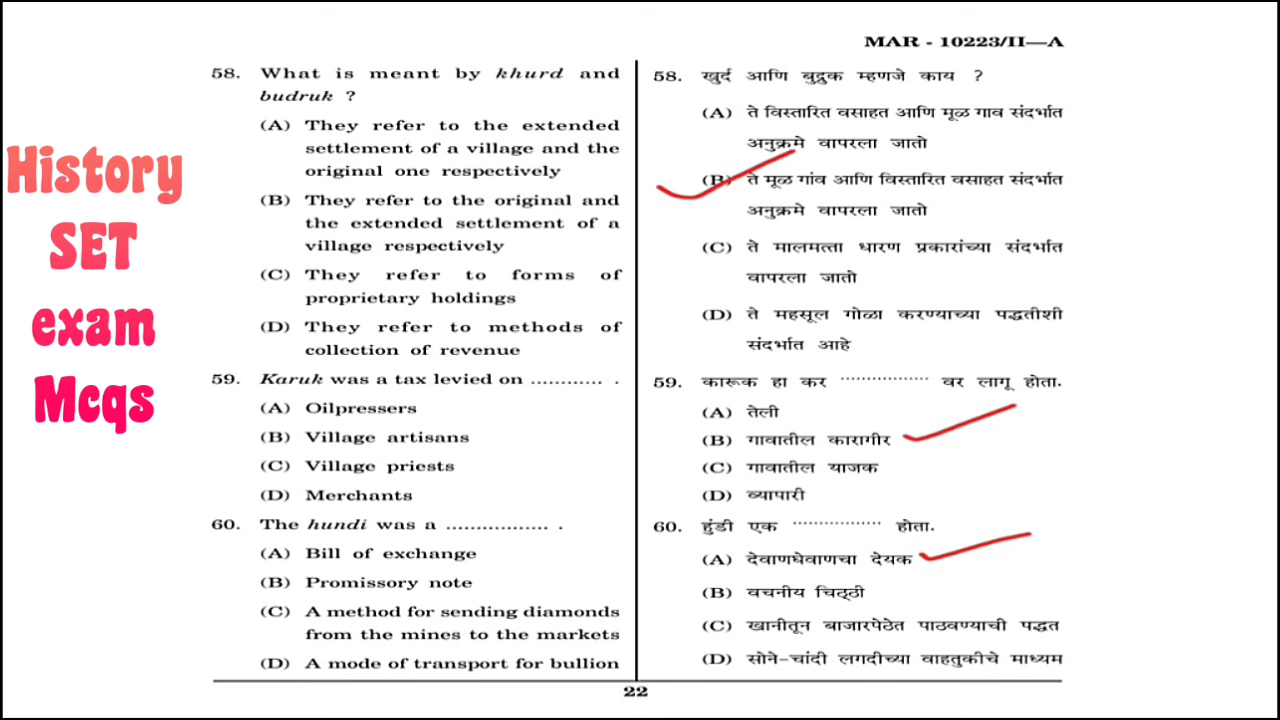 History
SET
exam
Mcqs
MAR - 10223/II—A
58. What is meant by khurd and
budruk ?
(A) They refer to the extended
settlement of a village and the
original one respectively
(B) They refer to the original and
the extended settlement of a
village respectively
(C) They refer to forms of
proprietary holdings
(D) They refer to methods of
collection of revenue
59. Karuk was a tax levied on ............ .
(A) Oilpressers
(B) Village artisans
(C) Village priests
(D) Merchants
60. The hundi was a ................. .
(A) Bill of exchange
(B) Promissory note
(C) A method for sending diamonds
from the mines to the markets
(D) A mode of transport for bullion
58. खुर्द आणि बुद्रुक म्हणजे काय ?
(A) ते विस्तारित वसाहत आणि मूळ गाव संदर्भात
अनुक्रमे वापरला जातो
(B) ते मूळ गांव आणि विस्तारित वसाहत संदर्भात
अनुक्रमे वापरला जातो
(C) ते मालमत्ता धारण प्रकारांच्या संदर्भात
वापरला जातो
(D) ते महसूल गोळा करण्याच्या पद्धतीशी
संदर्भात आहे
59. कारूक हा कर ................. वर लागू होता.
(A) तेली
(B) गावातील कारागीर
(C) गावातील याजक
(D) व्यापारी
60. हुंडी एक ................. होता.
(A) देवाणघेवाणचा देयक
(B) वचनीय चिठ्ठी
(C) खानीतून बाजारपेठेत पाठवण्याची पद्धत
(D) सोने-चांदी लगदीच्या वाहतुकीचे माध्यम
22